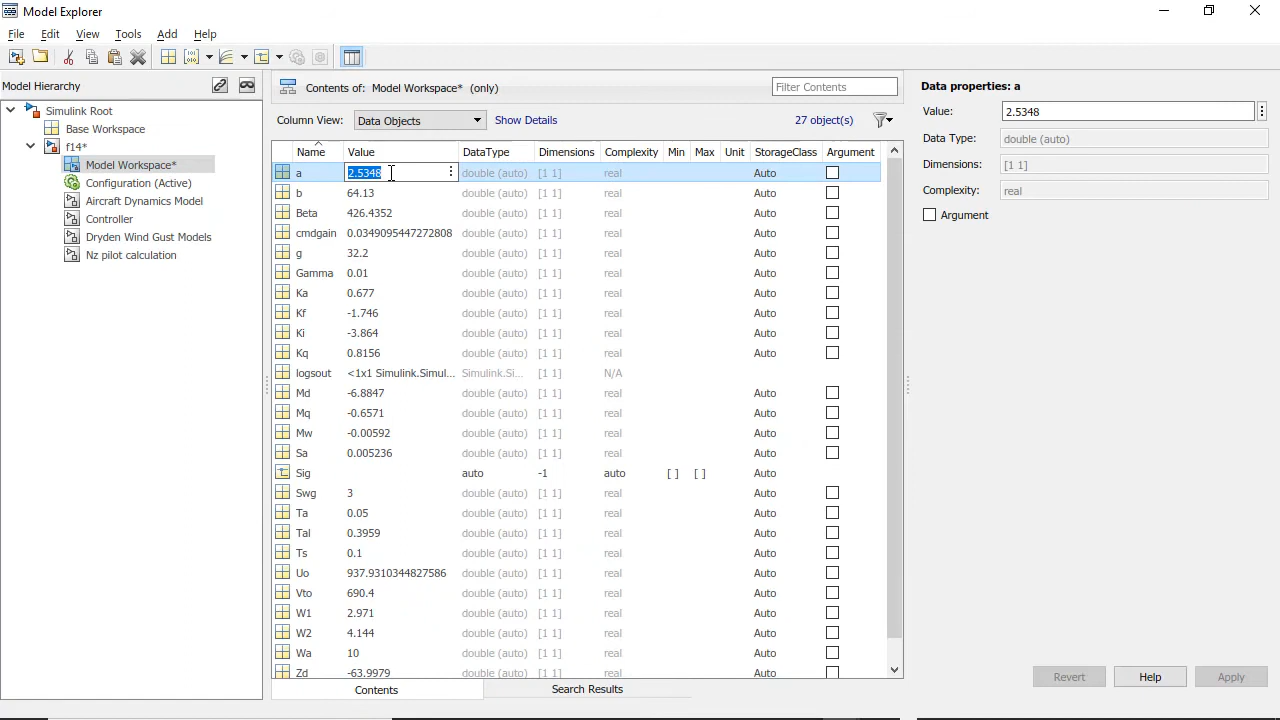 Model Explorer
File Edit View Tools Add Help
Model Hierarchy
Simulink Root
Base Workspace
f14*
Model Workspace*
Configuration (Active)
Aircraft Dynamics Model
Controller
Dryden Wind Gust Models
Nz pilot calculation
Contents of: Model Workspace* (only) Filter Contents
Column View: Data Objects Show Details 27 object(s)
Name Value DataType Dimensions Complexity Min Max Unit StorageClass Argument
a 2.5348 double (auto) [1 1] real Auto
b 64.13 double (auto) [1 1] real Auto
Beta 426.4352 double (auto) [1 1] real Auto
cmdgain 0.0349095447272808 double (auto) [1 1] real Auto
g 32.2 double (auto) [1 1] real Auto
Gamma 0.01 double (auto) [1 1] real Auto
Ka 0.677 double (auto) [1 1] real Auto
Kf -1.746 double (auto) [1 1] real Auto
Ki -3.864 double (auto) [1 1] real Auto
Kq 0.8156 double (auto) [1 1] real Auto
logsout <1x1 Simulink.Simul... Simulink.Si... [1 1] N/A
Md -6.8847 double (auto) [1 1] real Auto
Mq -0.6571 double (auto) [1 1] real Auto
Mw -0.00592 double (auto) [1 1] real Auto
Sa 0.005236 double (auto) [1 1] real Auto
Sig auto -1 auto [ ] [ ] Auto
Swg 3 double (auto) [1 1] real Auto
Ta 0.05 double (auto) [1 1] real Auto
Tal 0.3959 double (auto) [1 1] real Auto
Ts 0.1 double (auto) [1 1] real Auto
Uo 937.9310344827586 double (auto) [1 1] real Auto
Vto 690.4 double (auto) [1 1] real Auto
W1 2.971 double (auto) [1 1] real Auto
W2 4.144 double (auto) [1 1] real Auto
Wa 10 double (auto) [1 1] real Auto
Zd -63.9979 double (auto) [1 1] real Auto
Contents Search Results
Data properties: a
Value: 2.5348
Data Type: double (auto)
Dimensions: [1 1]
Complexity: real
Argument
Revert Help Apply